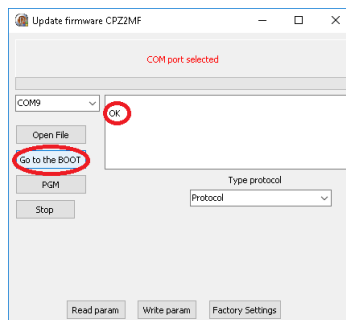 Update firmware CPZ2MF
COM port selected
COM9
OK
Open File
Go to the BOOT
PGM
Type protocol
Protocol
Stop
Read param
Write param
Factory Settings